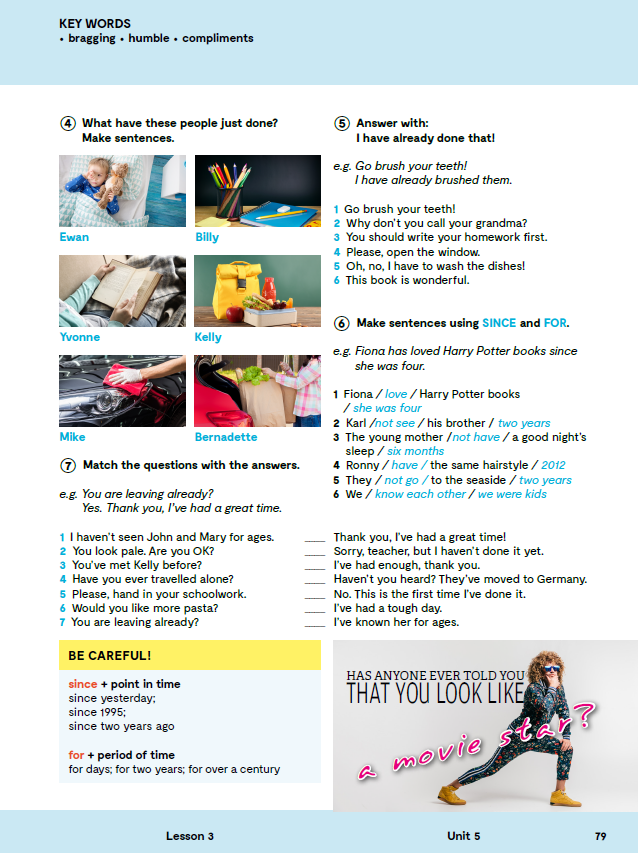 KEY WORDS
• bragging • humble • compliments
4 What have these people just done?
Make sentences.
Ewan
Billy
Yvonne
Kelly
Mike
Bernadette
5 Answer with:
I have already done that!
e.g. Go brush your teeth!
I have already brushed them.
1 Go brush your teeth!
2 Why don't you call your grandma?
3 You should write your homework first.
4 Please, open the window.
5 Oh, no, I have to wash the dishes!
6 This book is wonderful.
6 Make sentences using SINCE and FOR.
e.g. Fiona has loved Harry Potter books since
she was four.
1 Fiona / love / Harry Potter books
/ she was four
2 Karl /not see / his brother / two years
3 The young mother /not have / a good night's
sleep / six months
4 Ronny / have / the same hairstyle / 2012
5 They / not go / to the seaside / two years
6 We / know each other / we were kids
7 Match the questions with the answers.
e.g. You are leaving already?
Yes. Thank you, I've had a great time.
1 I haven't seen John and Mary for ages.
2 You look pale. Are you OK?
3 You've met Kelly before?
4 Have you ever travelled alone?
5 Please, hand in your schoolwork.
6 Would you like more pasta?
7 You are leaving already?
____ Thank you, I've had a great time!
____ Sorry, teacher, but I haven't done it yet.
____ I've had enough, thank you.
____ Haven't you heard? They've moved to Germany.
____ No. This is the first time I've done it.
____ I've had a tough day.
____ I've known her for ages.
BE CAREFUL!
since + point in time
since yesterday;
since 1995;
since two years ago
for + period of time
for days; for two years; for over a century
HAS ANYONE EVER TOLD YOU
THAT YOU LOOK LIKE
a movie star?
Lesson 3
Unit 5
79